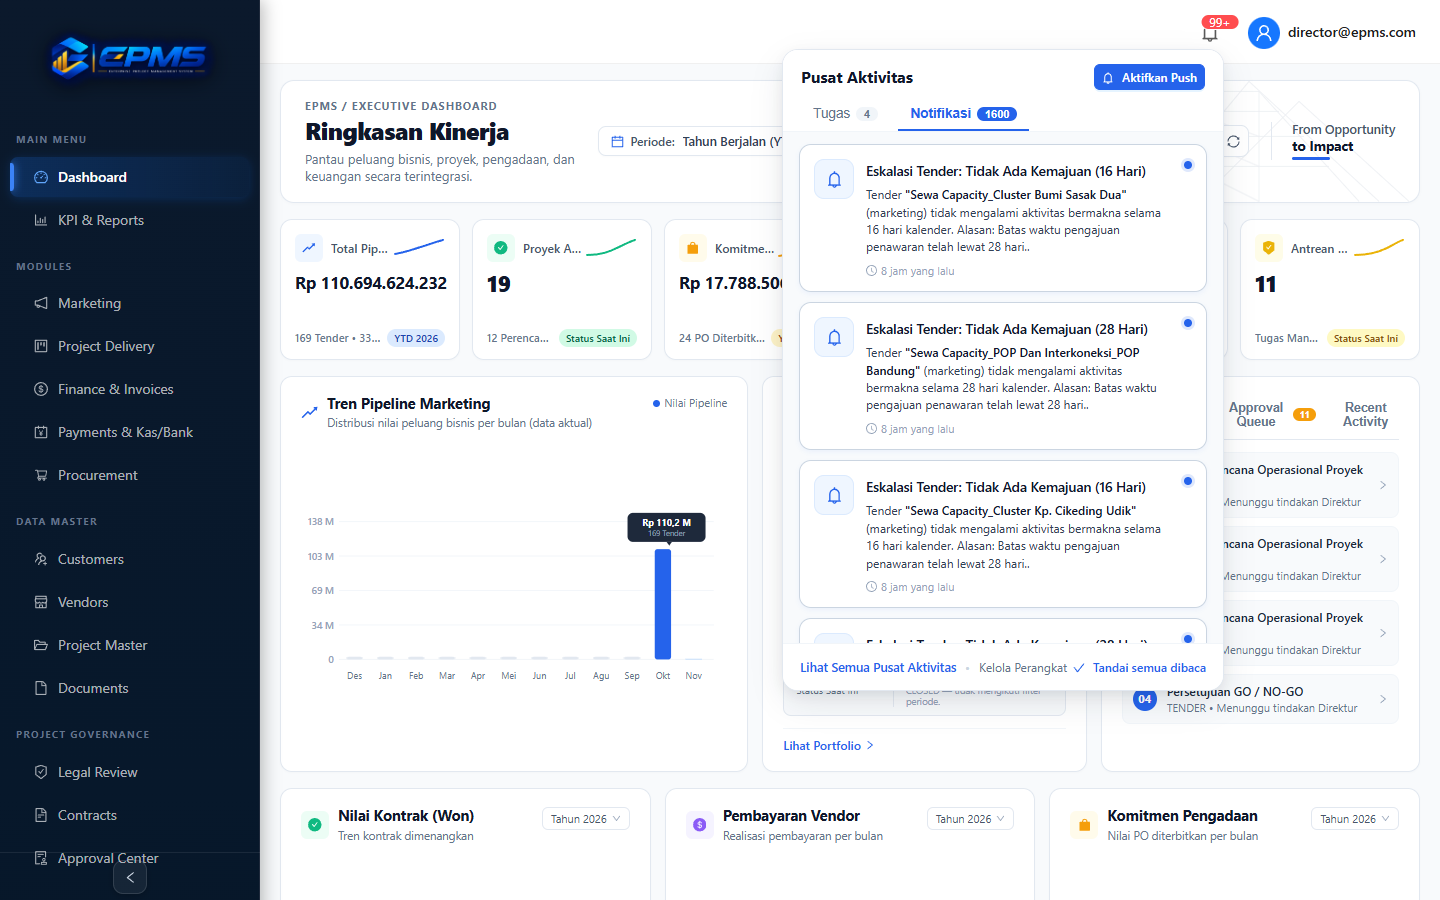 EPMS
MAIN MENU
Dashboard
KPI & Reports
MODULES
Marketing
Project Delivery
Finance & Invoices
Payments & Kas/Bank
Procurement
DATA MASTER
Customers
Vendors
Project Master
Documents
PROJECT GOVERNANCE
Legal Review
Contracts
Approval Center
99+
director@epms.com
EPMS / EXECUTIVE DASHBOARD
Ringkasan Kinerja
Pantau peluang bisnis, proyek, pengadaan, dan
keuangan secara terintegrasi.
Periode: Tahun Berjalan (Y
From Opportunity
to Impact
Total Pip...
Rp 110.694.624.232
169 Tender • 33...
YTD 2026
Proyek A...
19
12 Perenca...
Status Saat Ini
Komitme...
Rp 17.788.50
24 PO Diterbitk...
Antrean ...
11
Tugas Man...
Status Saat Ini
Tren Pipeline Marketing
Distribusi nilai peluang bisnis per bulan (data aktual)
Nilai Pipeline
138 M
103 M
69 M
34 M
0
Rp 110,2 M
169 Tender
Des Jan Feb Mar Apr Mei Jun Jul Agu Sep Okt Nov
Pusat Aktivitas
Aktifkan Push
Tugas 4
Notifikasi 1600
Eskalasi Tender: Tidak Ada Kemajuan (16 Hari)
Tender "Sewa Capacity_Cluster Bumi Sasak Dua"
(marketing) tidak mengalami aktivitas bermakna selama
16 hari kalender. Alasan: Batas waktu pengajuan
penawaran telah lewat 28 hari..
8 jam yang lalu
Eskalasi Tender: Tidak Ada Kemajuan (28 Hari)
Tender "Sewa Capacity_POP Dan Interkoneksi_POP
Bandung" (marketing) tidak mengalami aktivitas
bermakna selama 28 hari kalender. Alasan: Batas waktu
pengajuan penawaran telah lewat 28 hari..
8 jam yang lalu
Eskalasi Tender: Tidak Ada Kemajuan (16 Hari)
Tender "Sewa Capacity_Cluster Kp. Cikeding Udik"
(marketing) tidak mengalami aktivitas bermakna selama
16 hari kalender. Alasan: Batas waktu pengajuan
penawaran telah lewat 28 hari..
8 jam yang lalu
Eskalasi Tender: Tidak Ada Kemajuan (28 Hari)
Lihat Semua Pusat Aktivitas
Kelola Perangkat
Tandai semua dibaca
Status Saat Ini
CLOSED — tidak mengikuti filter
periode.
Lihat Portfolio
Approval
Queue
11
Recent
Activity
ncana Operasional Proyek
Menunggu tindakan Direktur
ncana Operasional Proyek
Menunggu tindakan Direktur
ncana Operasional Proyek
Menunggu tindakan Direktur
04
Persetujuan GO / NO-GO
TENDER • Menunggu tindakan Direktur
Nilai Kontrak (Won)
Tren kontrak dimenangkan
Tahun 2026
Pembayaran Vendor
Realisasi pembayaran per bulan
Tahun 2026
Komitmen Pengadaan
Nilai PO diterbitkan per bulan
Tahun 2026